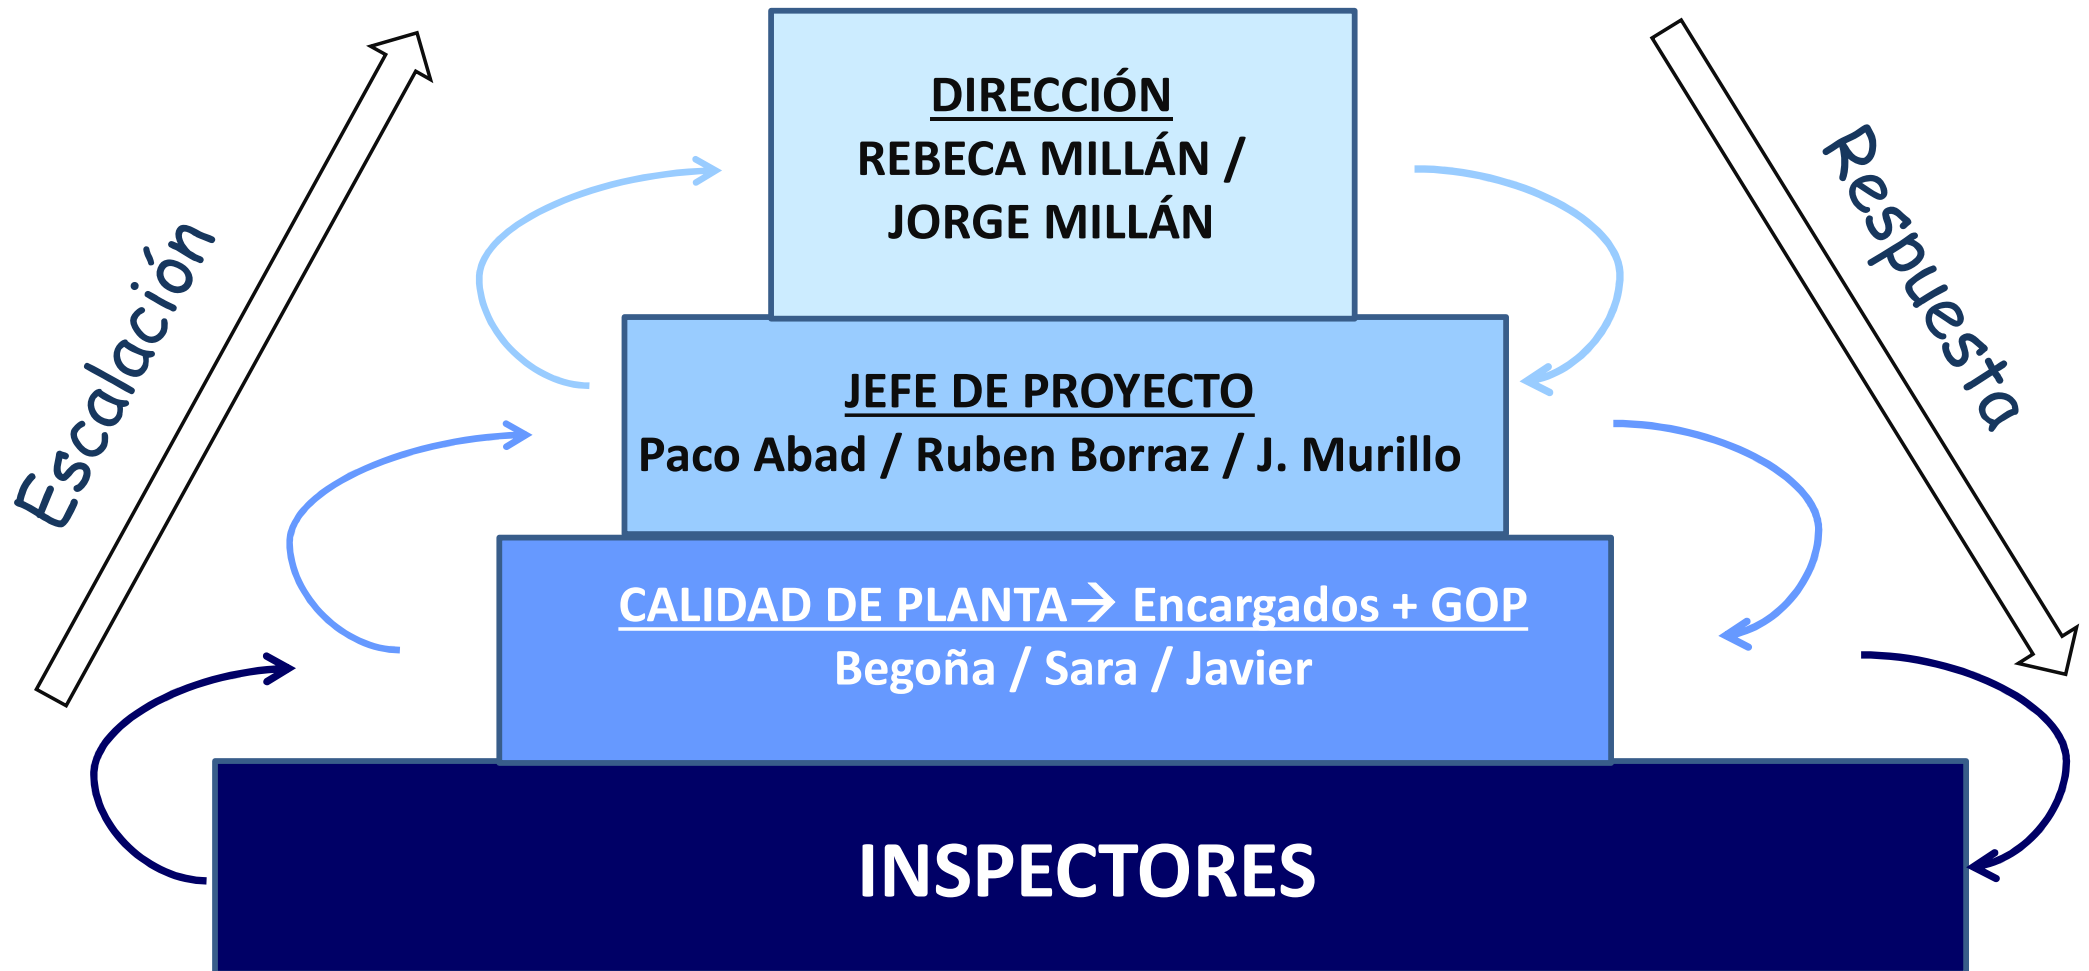 DIRECCIÓN
REBECA MILLÁN /
JORGE MILLÁN
Escalación
Respuesta
JEFE DE PROYECTO
Paco Abad / Ruben Borraz / J. Murillo
CALIDAD DE PLANTA→ Encargados + GOP
Begoña / Sara / Javier
INSPECTORES